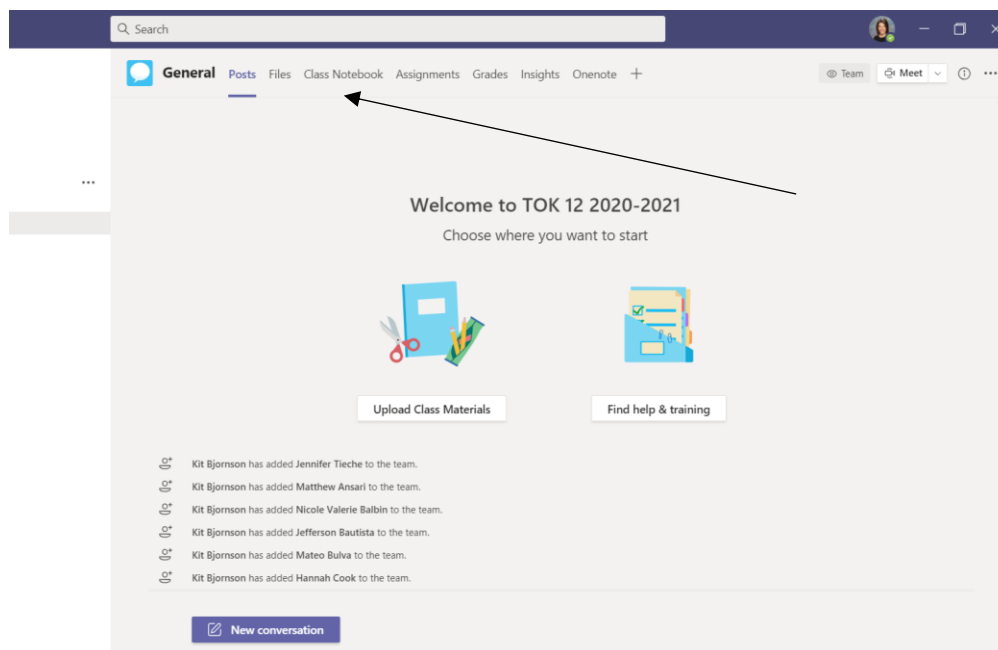 Search
General Posts Files Class Notebook Assignments Grades Insights Onenote + Team Meet
Welcome to TOK 12 2020-2021
Choose where you want to start
Upload Class Materials Find help & training
Kit Bjornson has added Jennifer Tieche to the team.
Kit Bjornson has added Matthew Ansari to the team.
Kit Bjornson has added Nicole Valerie Balbin to the team.
Kit Bjornson has added Jefferson Bautista to the team.
Kit Bjornson has added Mateo Bulva to the team.
Kit Bjornson has added Hannah Cook to the team.
New conversation